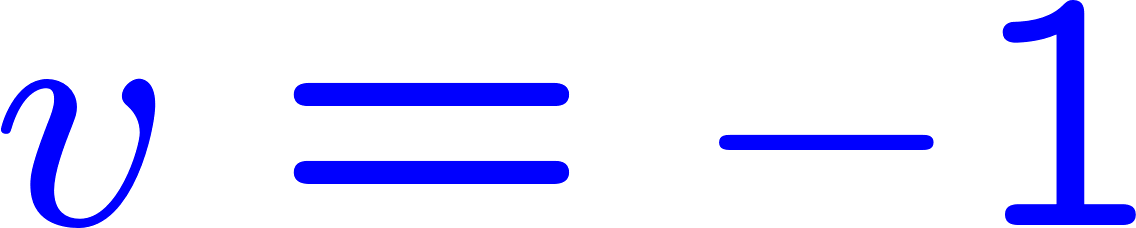 v = −1